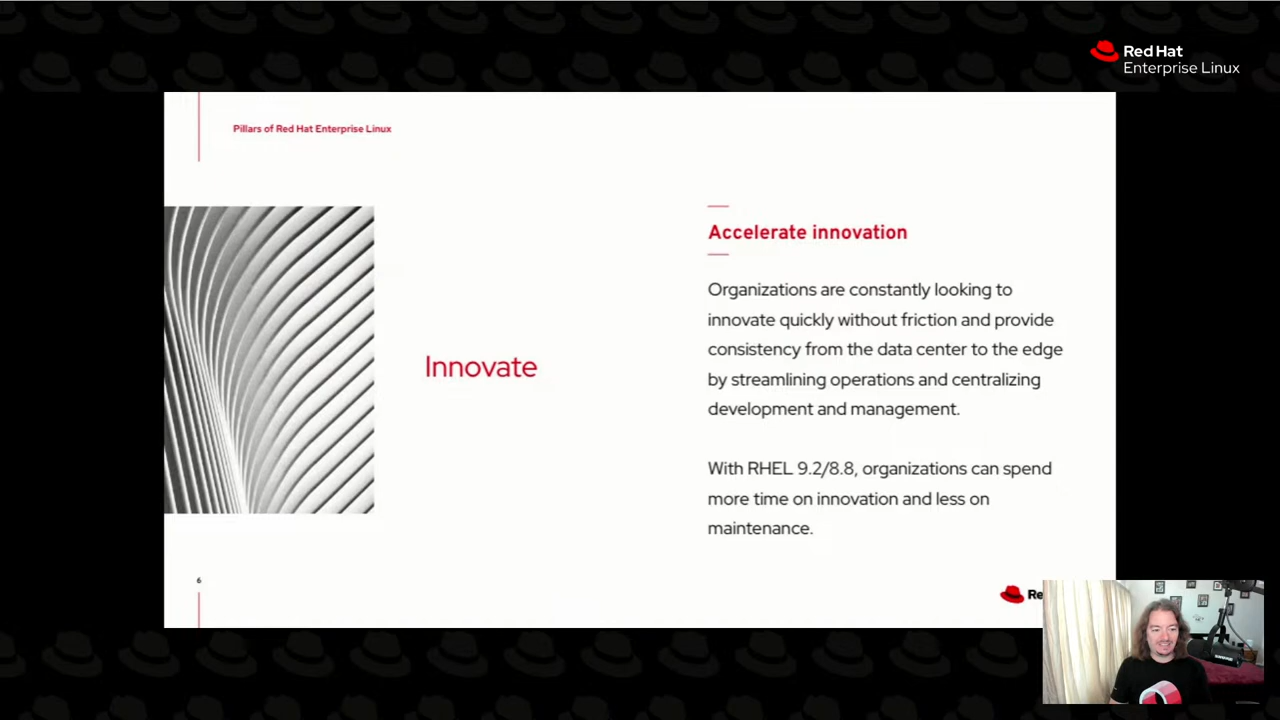 Red Hat
Enterprise Linux
Pillars of Red Hat Enterprise Linux
Accelerate innovation
Organizations are constantly looking to
innovate quickly without friction and provide
consistency from the data center to the edge
by streamlining operations and centralizing
development and management.
Innovate
With RHEL 9.2/8.8, organizations can spend
more time on innovation and less on
maintenance.
6
Re
SHURE